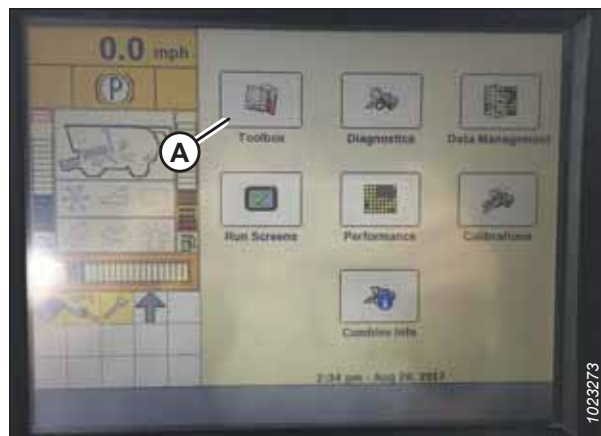 0.0 mph
(P)
A
Toolbox
Diagnostics
Data Management
Run Screens
Performance
Calibrations
Combine Info
2:34 pm - Aug 2
2017
1023273